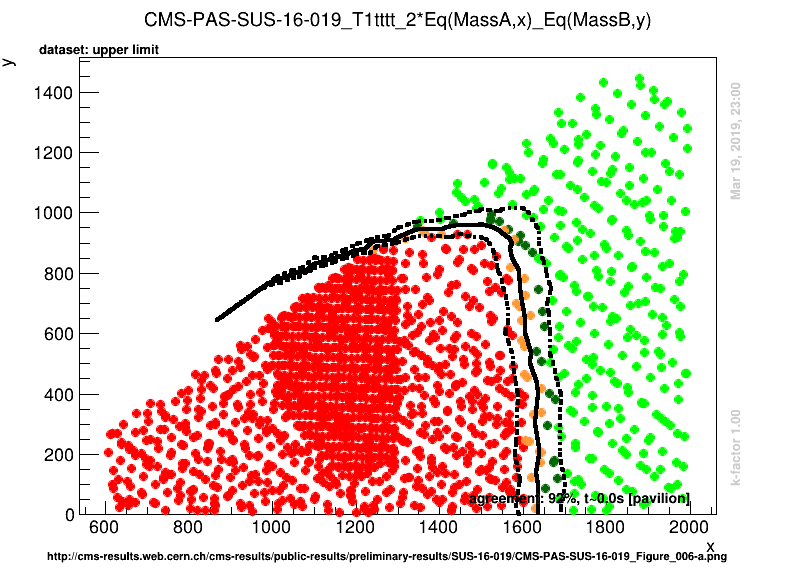 CMS-PAS-SUS-16-019_T1tttt_2*Eq(MassA,x)_Eq(MassB,y)
dataset: upper limit
y
1400
1200
1000
800
600
400
200
0
600 800 1000 1200 1400 1600 1800 2000
x
agreement: 92%, t~0.0s [pavilion]
Mar 19, 2019, 23:00
k-factor 1.00
http://cms-results.web.cern.ch/cms-results/public-results/preliminary-results/SUS-16-019/CMS-PAS-SUS-16-019_Figure_006-a.png